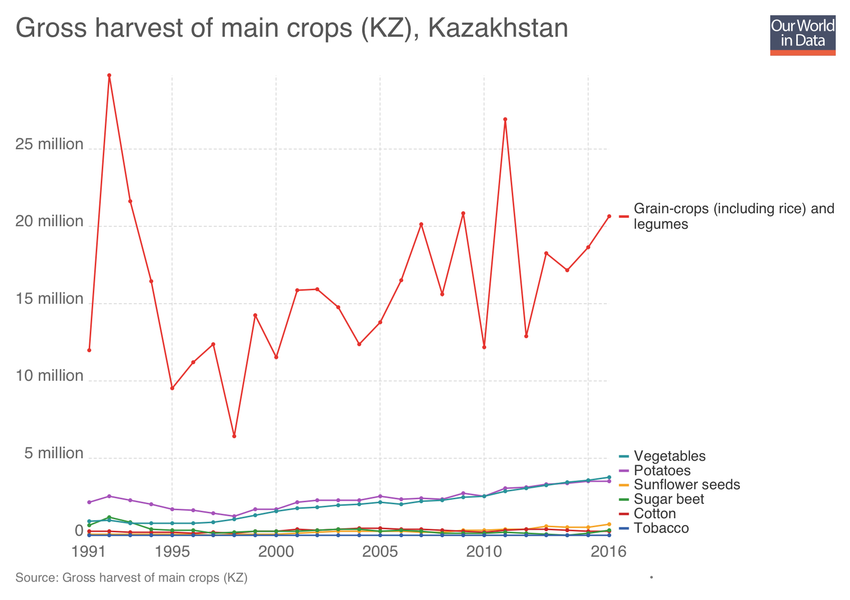 Gross harvest of main crops (KZ), Kazakhstan
Our World
in Data
25 million
20 million
15 million
10 million
5 million
0
1991
1995
2000
2005
2010
2016
Grain-crops (including rice) and
legumes
Vegetables
Potatoes
Sunflower seeds
Sugar beet
Cotton
Tobacco
Source: Gross harvest of main crops (KZ)